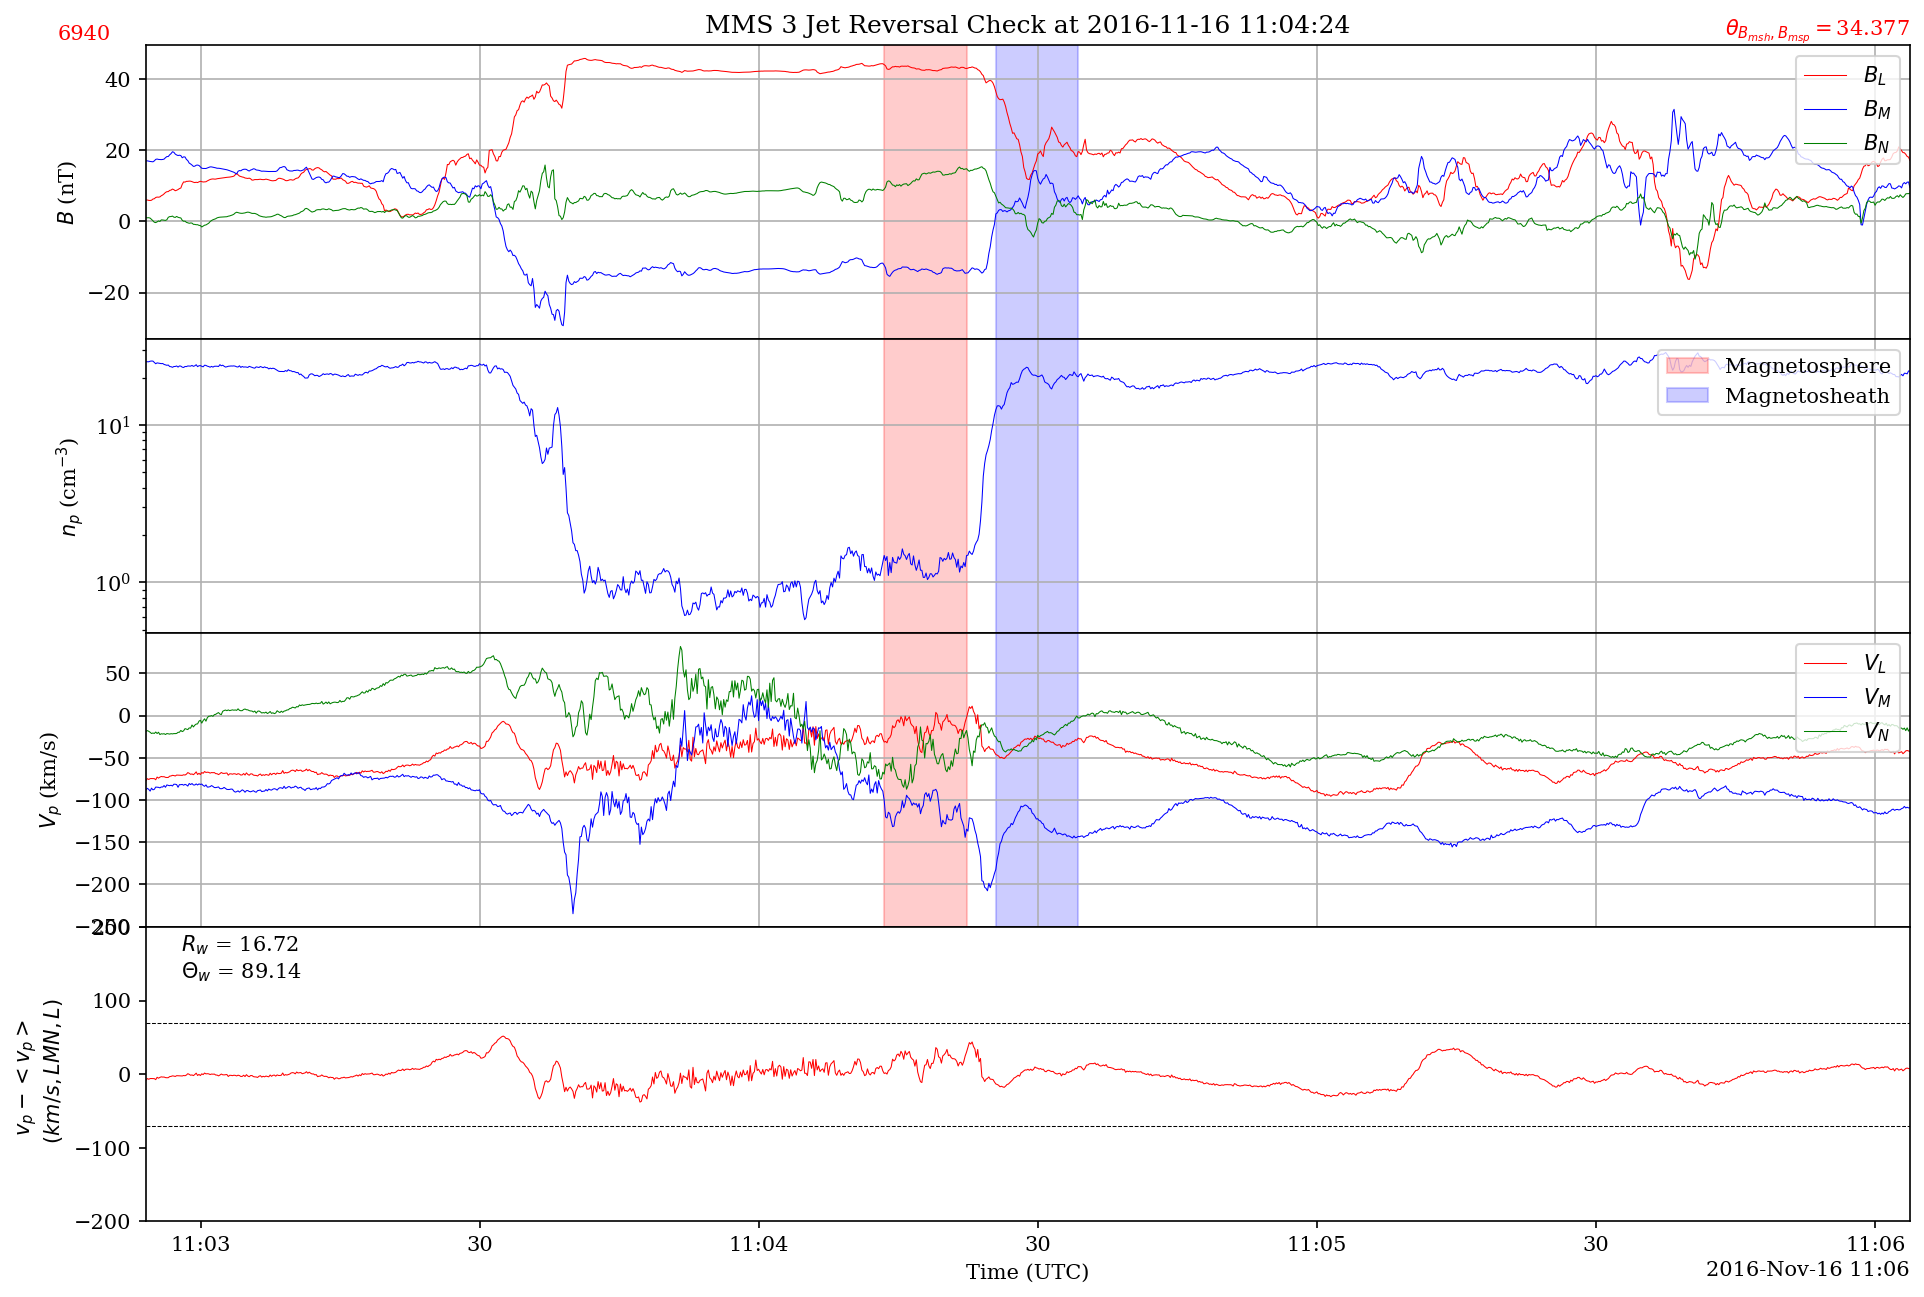 6940
MMS 3 Jet Reversal Check at 2016-11-16 11:04:24
θ_{B_{msh}, B_{msp}} = 34.377
B (nT)
40
20
0
−20
B_L
B_M
B_N
n_p (cm^{−3})
10^1
10^0
Magnetosphere
Magnetosheath
V_p (km/s)
50
0
−50
−100
−150
−200
−250
V_L
V_M
V_N
v_p − < v_p >
(km/s, LMN, L)
200
100
0
−100
−200
R_w = 16.72
Θ_w = 89.14
11:03
30
11:04
30
11:05
30
11:06
Time (UTC)
2016-Nov-16 11:06